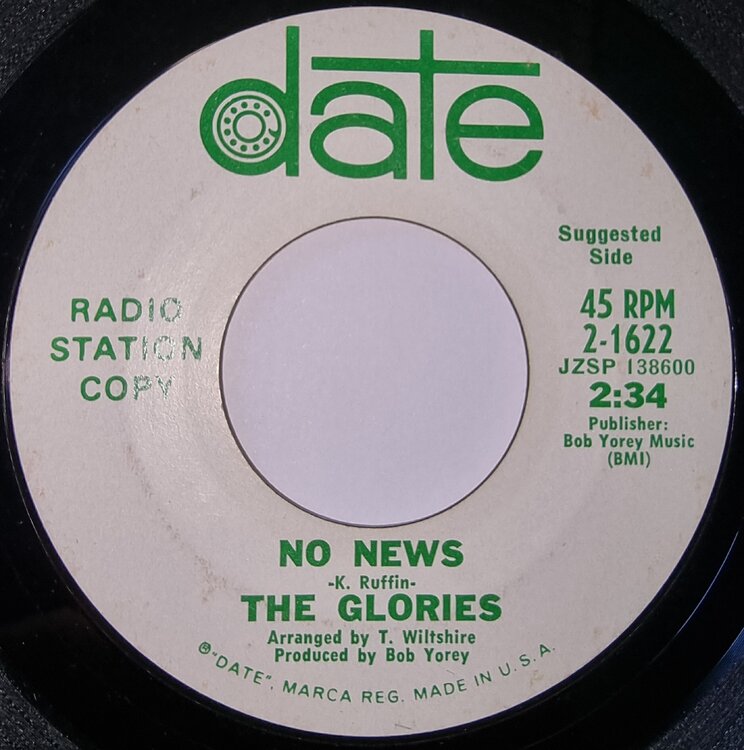 date
Suggested
Side
RADIO
STATION
COPY
45 RPM
2-1622
JZSP 138600
2:34
Publisher:
Bob Yorey Music
(BMI)
NO NEWS
-K. Ruffin-
THE GLORIES
Arranged by T. Wiltshire
Produced by Bob Yorey
®"DATE". MARCA REG. MADE IN U.S.A.